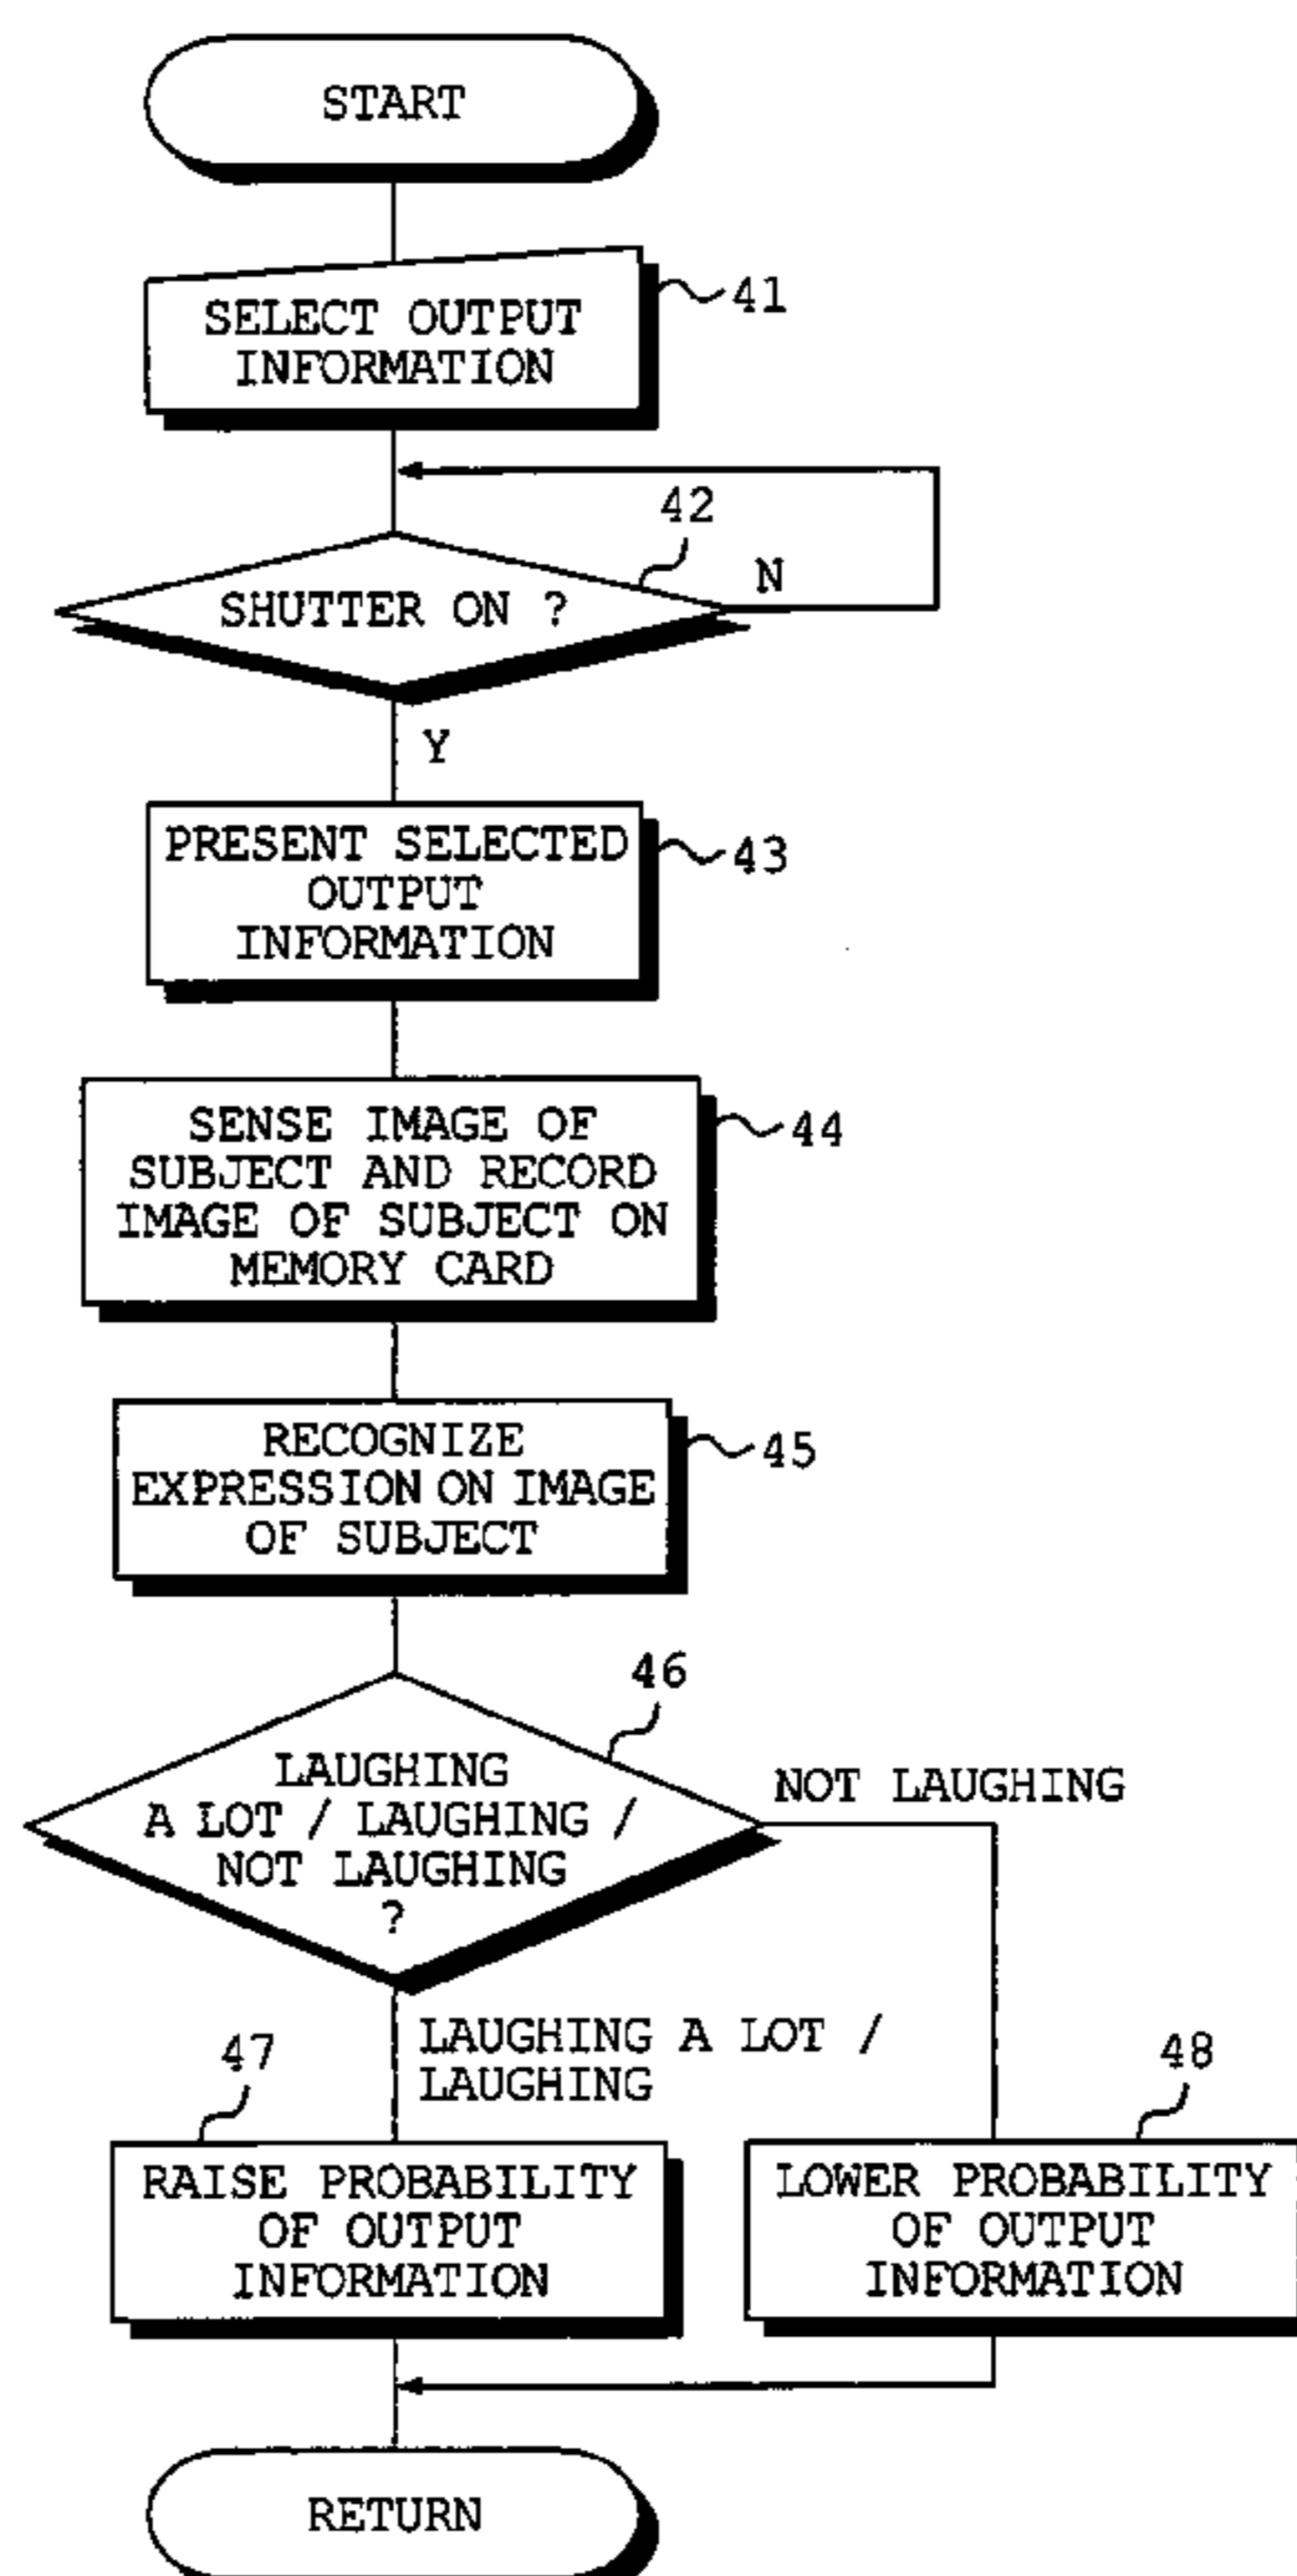 START
SELECT OUTPUT
INFORMATION
41
42
SHUTTER ON ?
N
Y
PRESENT SELECTED
OUTPUT
INFORMATION
43
SENSE IMAGE OF
SUBJECT AND RECORD
IMAGE OF SUBJECT ON
MEMORY CARD
44
RECOGNIZE
EXPRESSION ON IMAGE
OF SUBJECT
45
46
LAUGHING
A LOT / LAUGHING /
NOT LAUGHING
?
NOT LAUGHING
LAUGHING A LOT /
LAUGHING
47
RAISE PROBABILITY
OF OUTPUT
INFORMATION
48
LOWER PROBABILITY
OF OUTPUT
INFORMATION
RETURN